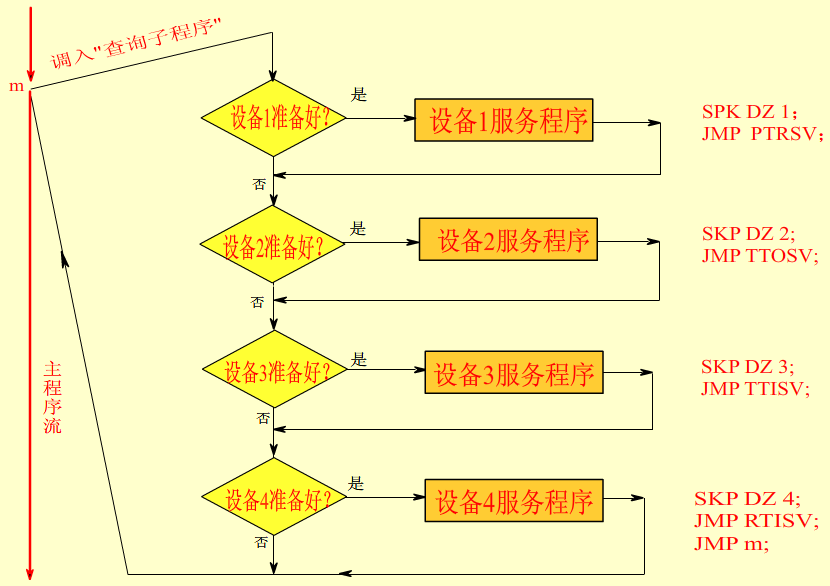 调入"查询子程序"
m
设备1准备好?
是
设备1服务程序
SPK DZ 1;
JMP PTRSV;
否
设备2准备好?
是
设备2服务程序
SKP DZ 2;
JMP TTOSV;
否
设备3准备好?
是
设备3服务程序
SKP DZ 3;
JMP TTISV;
主程序流
否
设备4准备好?
是
设备4服务程序
SKP DZ 4;
JMP RTISV;
JMP m;
否